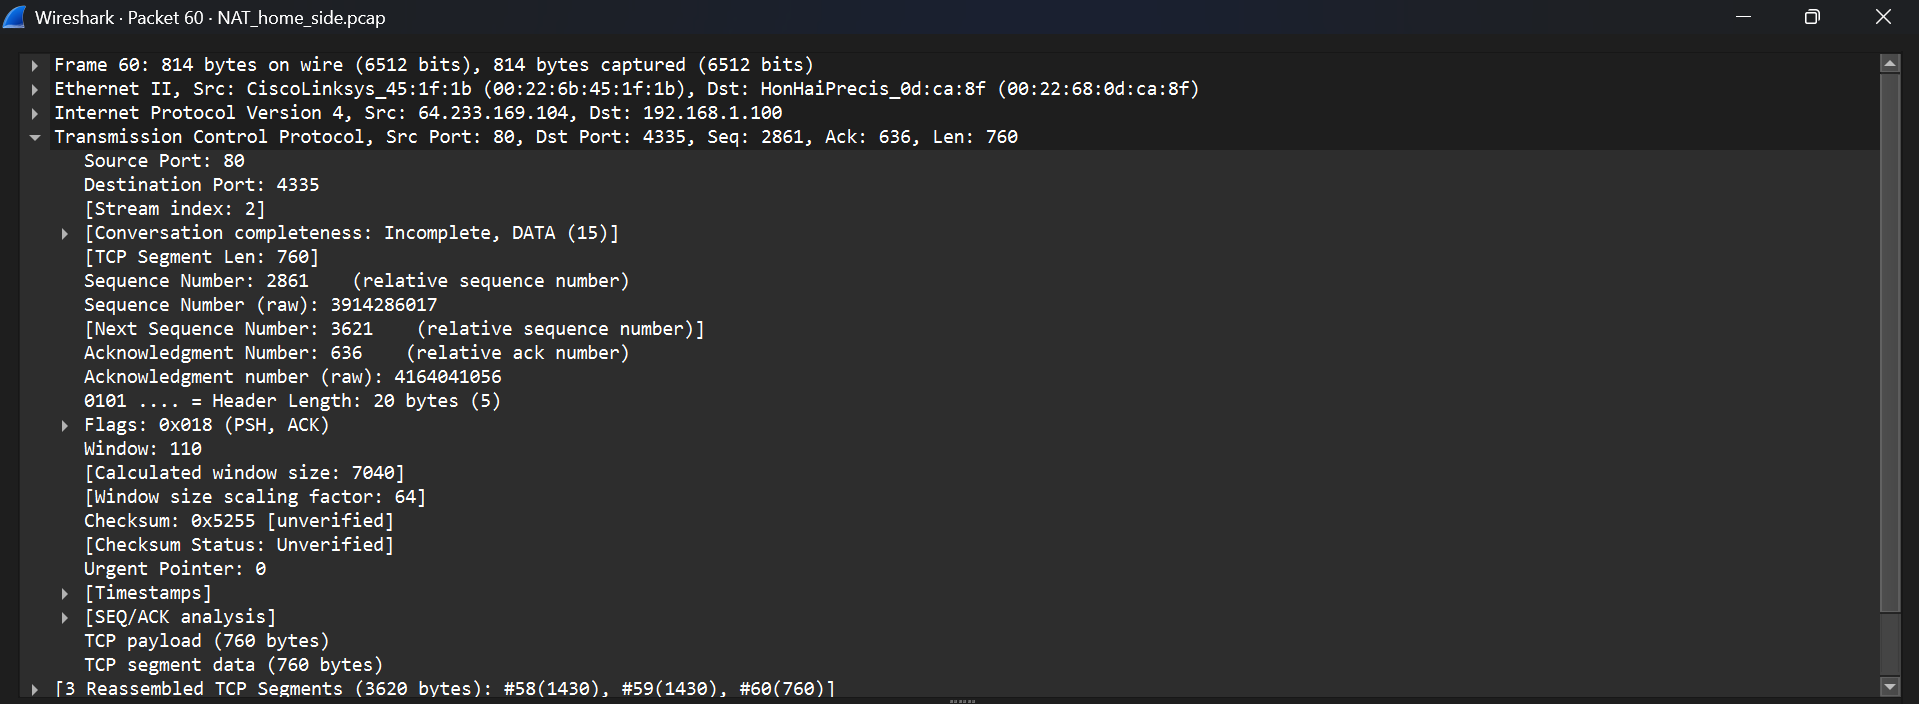 Wireshark · Packet 60 · NAT_home_side.pcap
Frame 60: 814 bytes on wire (6512 bits), 814 bytes captured (6512 bits)
Ethernet II, Src: CiscoLinksys_45:1f:1b (00:22:6b:45:1f:1b), Dst: HonHaiPrecis_0d:ca:8f (00:22:68:0d:ca:8f)
Internet Protocol Version 4, Src: 64.233.169.104, Dst: 192.168.1.100
Transmission Control Protocol, Src Port: 80, Dst Port: 4335, Seq: 2861, Ack: 636, Len: 760
Source Port: 80
Destination Port: 4335
[Stream index: 2]
[Conversation completeness: Incomplete, DATA (15)]
[TCP Segment Len: 760]
Sequence Number: 2861    (relative sequence number)
Sequence Number (raw): 3914286017
[Next Sequence Number: 3621    (relative sequence number)]
Acknowledgment Number: 636    (relative ack number)
Acknowledgment number (raw): 4164041056
0101 .... = Header Length: 20 bytes (5)
Flags: 0x018 (PSH, ACK)
Window: 110
[Calculated window size: 7040]
[Window size scaling factor: 64]
Checksum: 0x5255 [unverified]
[Checksum Status: Unverified]
Urgent Pointer: 0
[Timestamps]
[SEQ/ACK analysis]
TCP payload (760 bytes)
TCP segment data (760 bytes)
[3 Reassembled TCP Segments (3620 bytes): #58(1430), #59(1430), #60(760)]